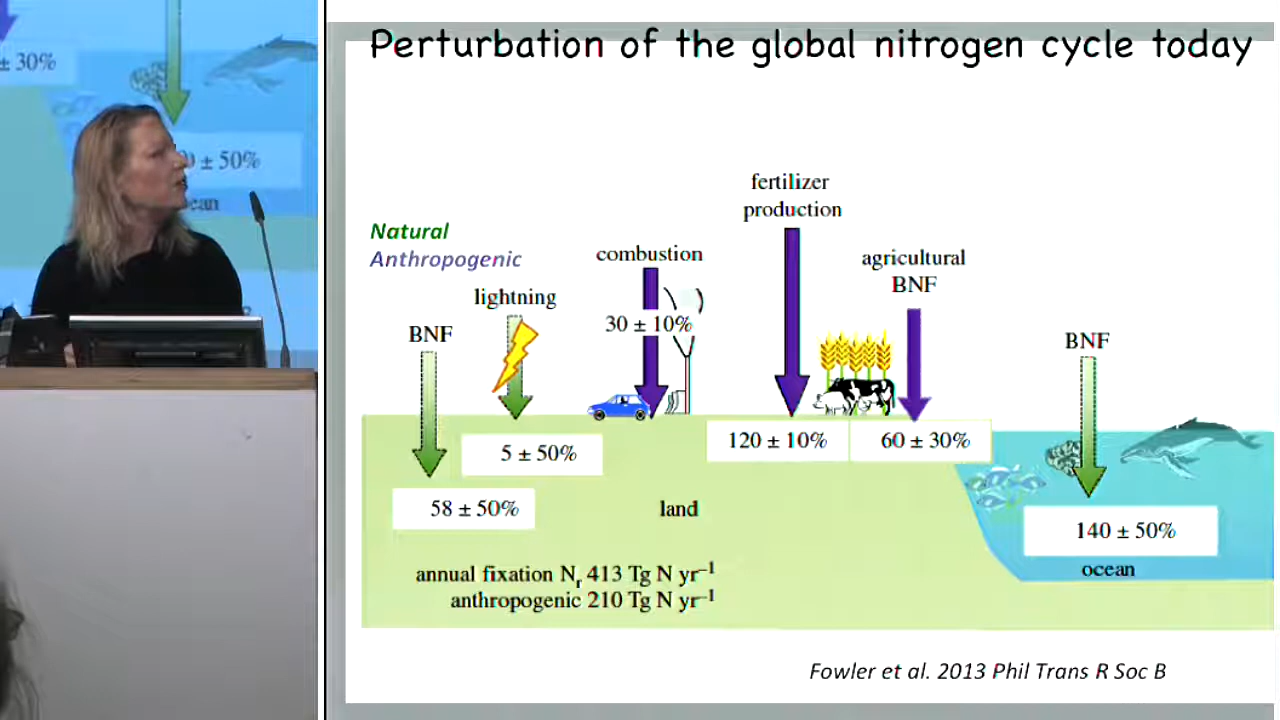 ± 30%
± 50%
Perturbation of the global nitrogen cycle today
fertilizer
production
Natural
Anthropogenic
combustion
agricultural
BNF
lightning
30 ± 10%
BNF
BNF
120 ± 10%
60 ± 30%
5 ± 50%
58 ± 50%
land
140 ± 50%
ocean
annual fixation Nr 413 Tg N yr⁻¹
anthropogenic 210 Tg N yr⁻¹
Fowler et al. 2013 Phil Trans R Soc B